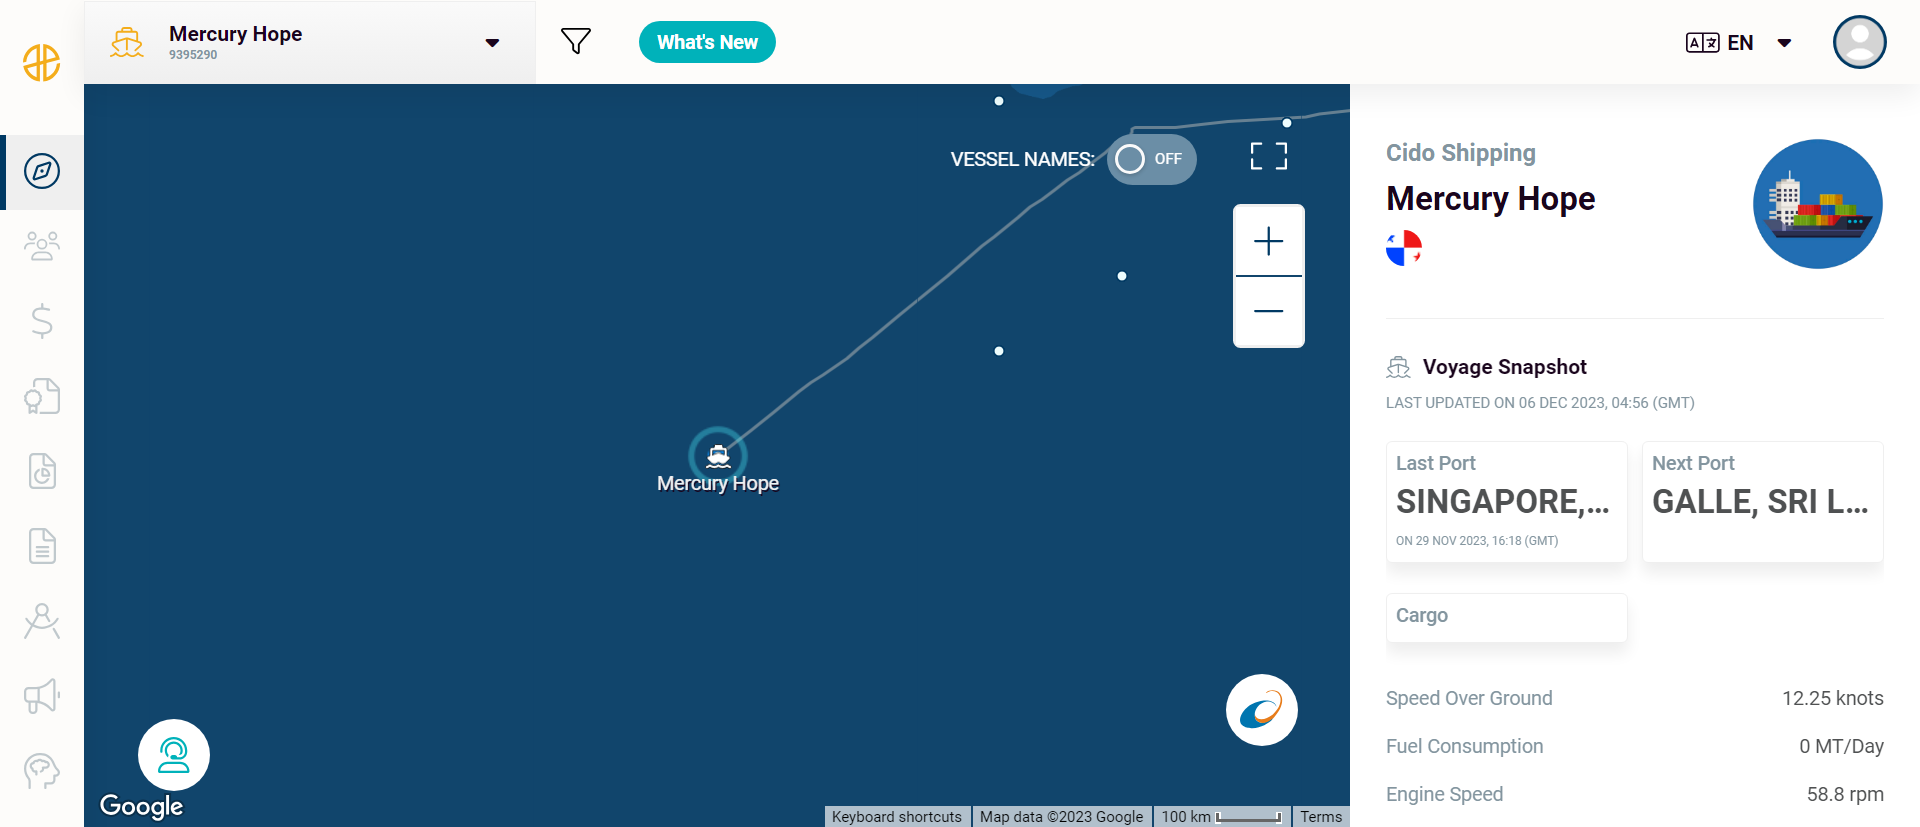 Mercury Hope
9395290
What's New
EN
VESSEL NAMES:
OFF
Mercury Hope
Google
Keyboard shortcuts
Map data ©2023 Google
100 km
Terms
Cido Shipping
Mercury Hope
Voyage Snapshot
LAST UPDATED ON 06 DEC 2023, 04:56 (GMT)
Last Port
SINGAPORE,...
ON 29 NOV 2023, 16:18 (GMT)
Next Port
GALLE, SRI L...
Cargo
Speed Over Ground 12.25 knots
Fuel Consumption 0 MT/Day
Engine Speed 58.8 rpm